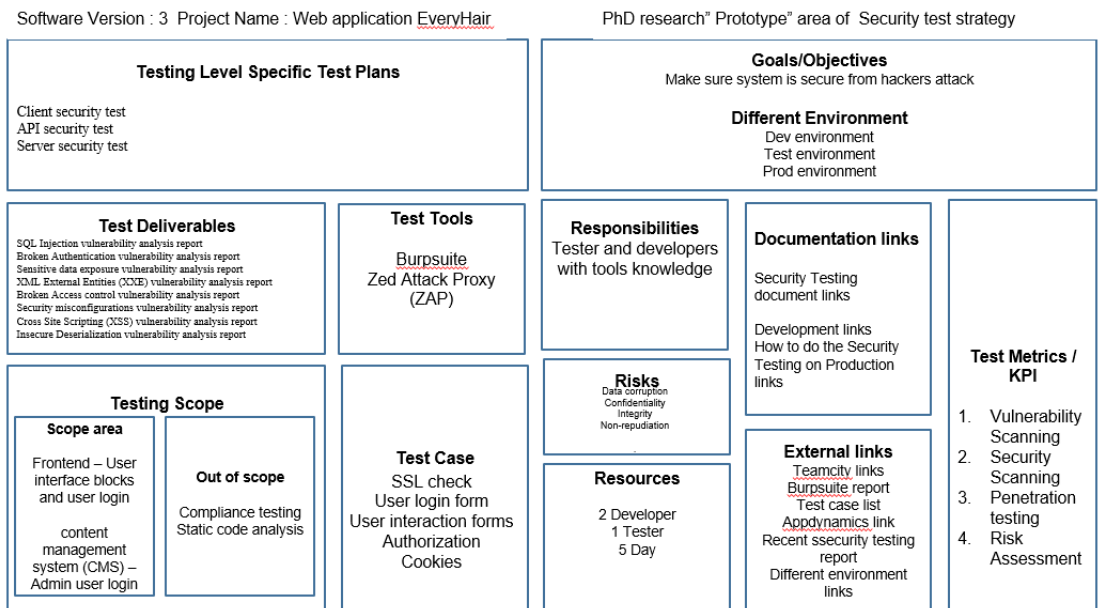 Software Version : 3 Project Name : Web application EveryHair
PhD research” Prototype” area of Security test strategy
Testing Level Specific Test Plans
Client security test
API security test
Server security test
Goals/Objectives
Make sure system is secure from hackers attack
Different Environment
Dev environment
Test environment
Prod environment
Test Deliverables
SQL Injection vulnerability analysis report
Broken Authentication vulnerability analysis report
Sensitive data exposure vulnerability analysis report
XML External Entities (XXE) vulnerability analysis report
Broken Access control vulnerability analysis report
Security misconfigurations vulnerability analysis report
Cross Site Scripting (XSS) vulnerability analysis report
Insecure Deserialization vulnerability analysis report
Test Tools
Burpsuite
Zed Attack Proxy
(ZAP)
Responsibilities
Tester and developers
with tools knowledge
Documentation links
Security Testing
document links
Development links
How to do the Security
Testing on Production
links
Test Metrics /
KPI
1. Vulnerability
Scanning
2. Security
Scanning
3. Penetration
testing
4. Risk
Assessment
Testing Scope
Scope area
Frontend – User
interface blocks
and user login
content
management
system (CMS) –
Admin user login
Out of scope
Compliance testing
Static code analysis
Test Case
SSL check
User login form
User interaction forms
Authorization
Cookies
Risks
Data corruption
Confidentiality
Integrity
Non-repudiation
.
Resources
2 Developer
1 Tester
5 Day
External links
Teamcity links
Burpsuite report
Test case list
Appdynamics link
Recent ssecurity testing
report
Different environment
links